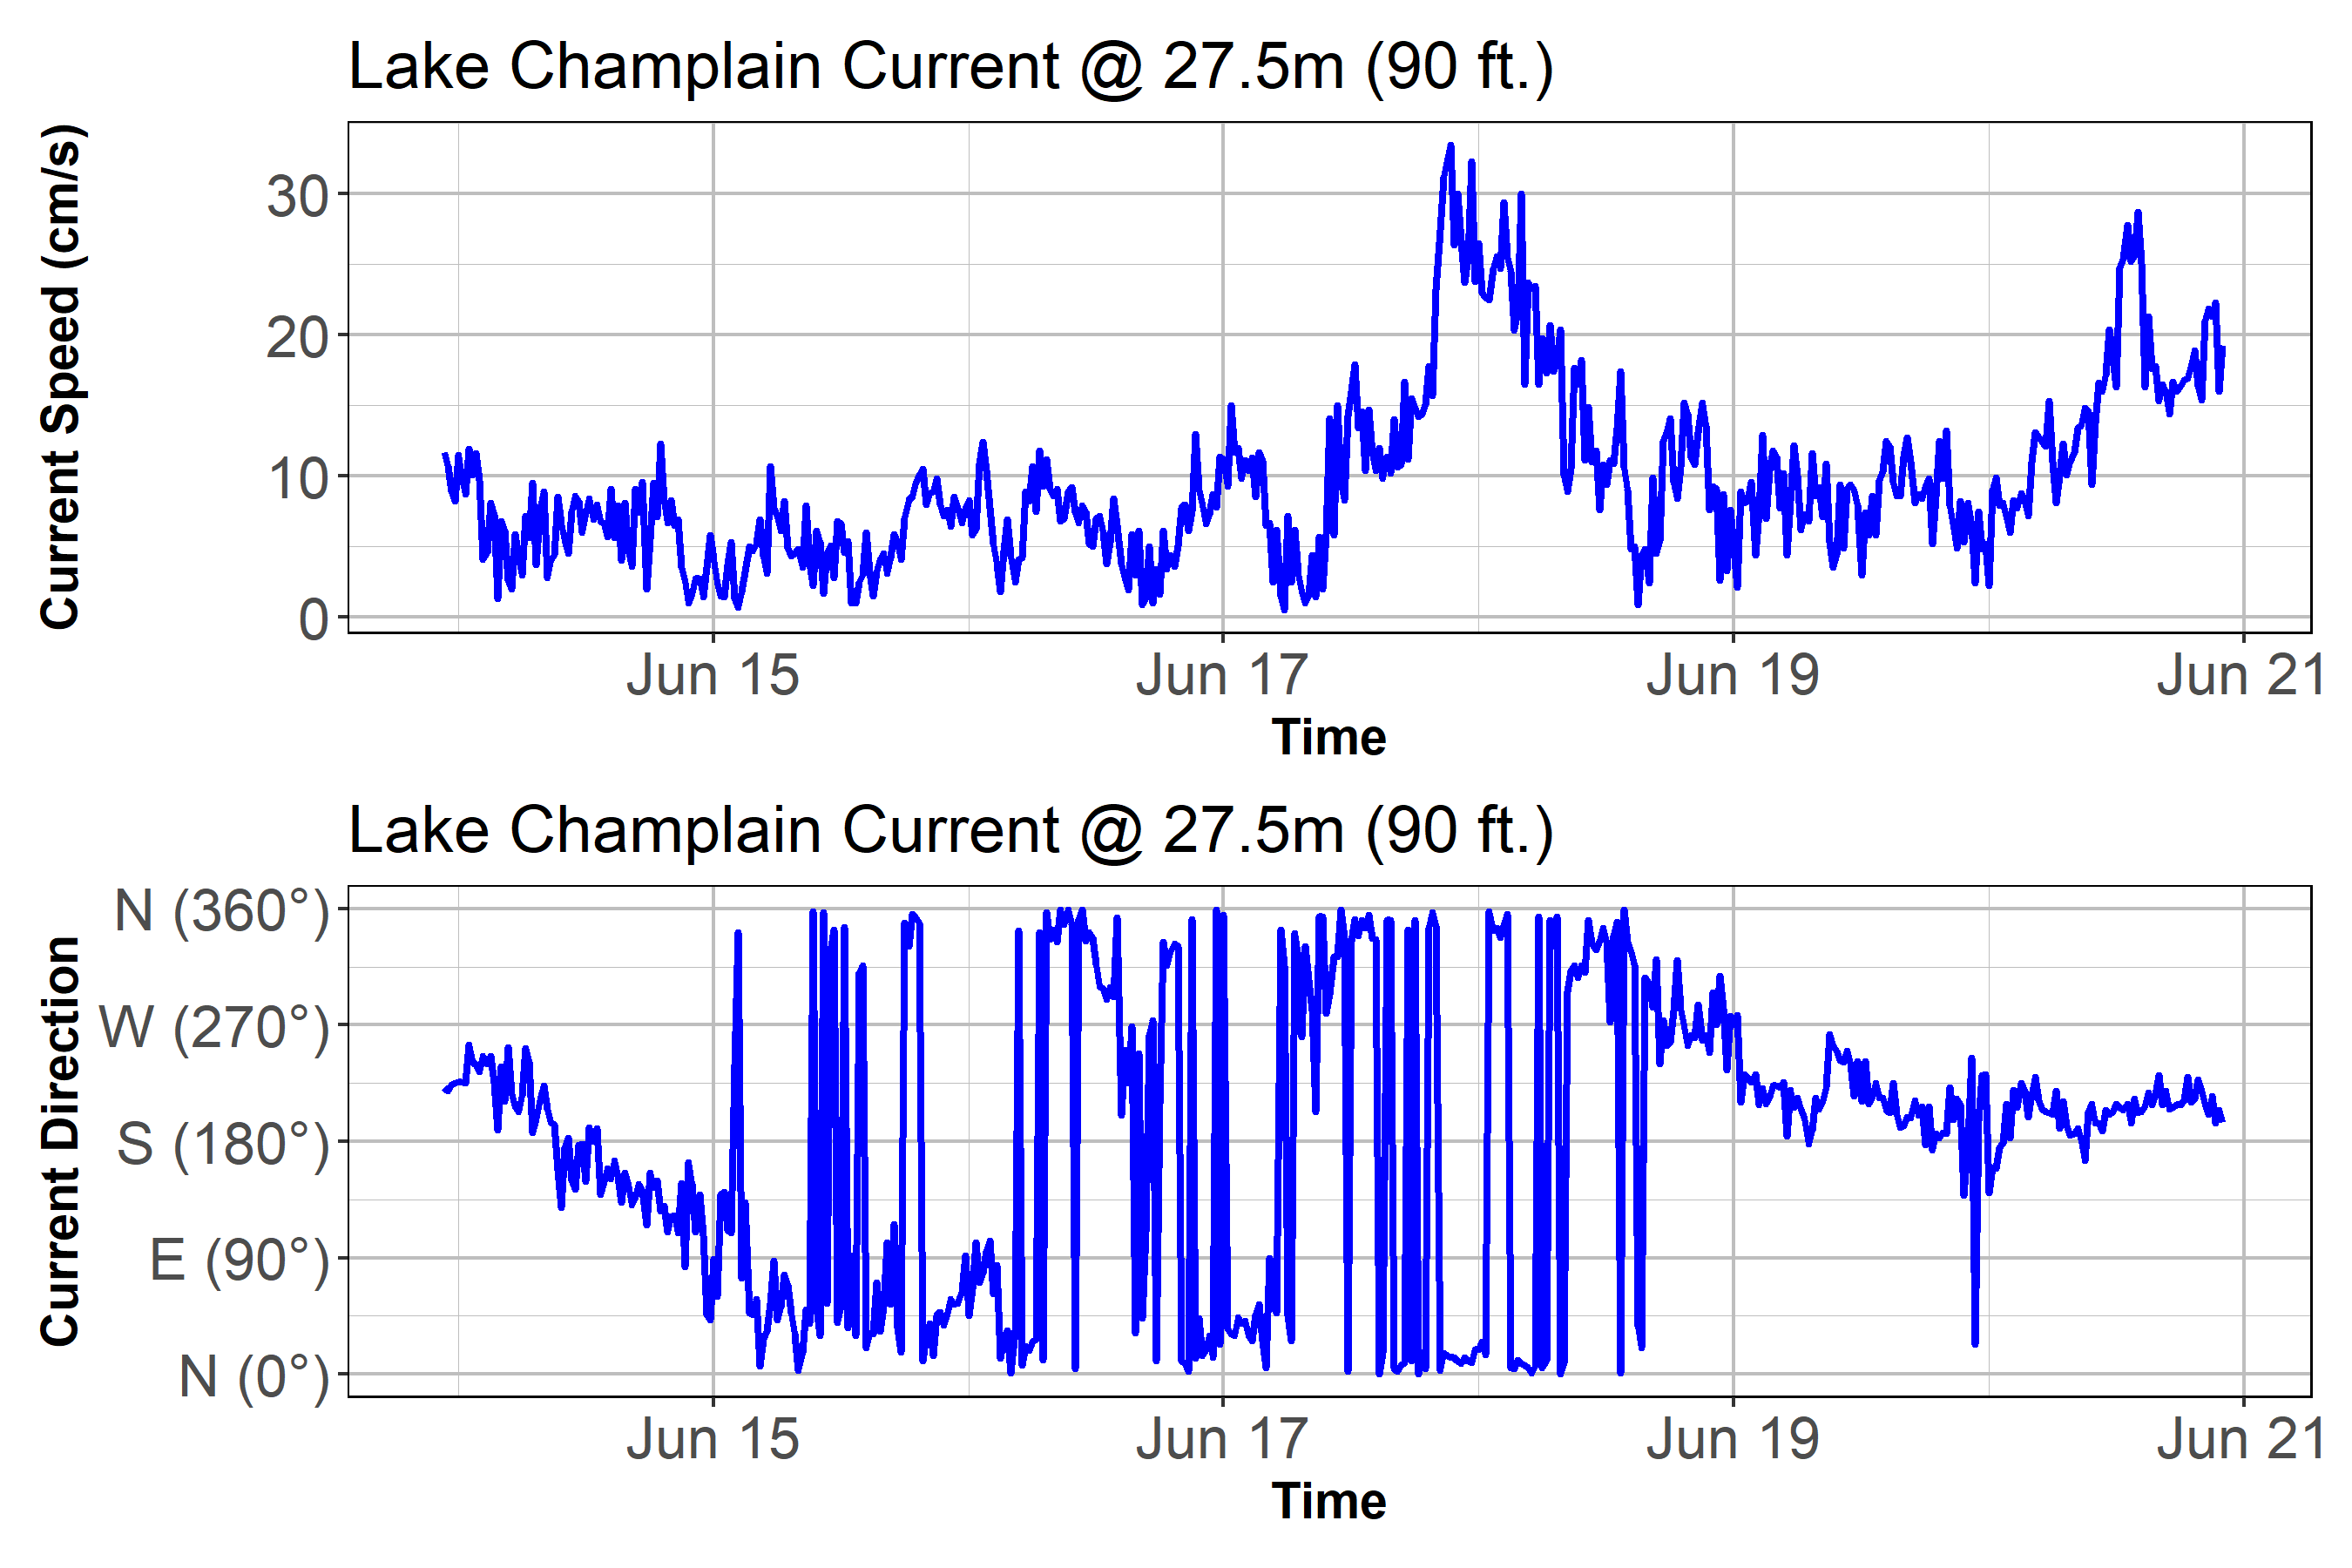 Lake Champlain Current @ 27.5m (90 ft.)
Current Speed (cm/s)
30
20
10
0
Jun 15 Jun 17 Jun 19 Jun 21
Time
Lake Champlain Current @ 27.5m (90 ft.)
Current Direction
N (360°)
W (270°)
S (180°)
E (90°)
N (0°)
Jun 15 Jun 17 Jun 19 Jun 21
Time